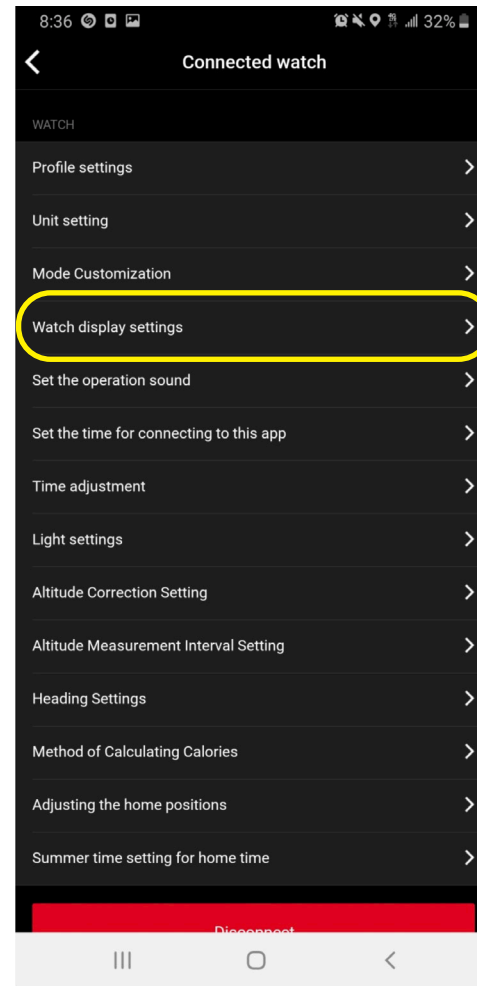 8:36 32%
Connected watch
WATCH
Profile settings
Unit setting
Mode Customization
Watch display settings
Set the operation sound
Set the time for connecting to this app
Time adjustment
Light settings
Altitude Correction Setting
Altitude Measurement Interval Setting
Heading Settings
Method of Calculating Calories
Adjusting the home positions
Summer time setting for home time
Disconnect